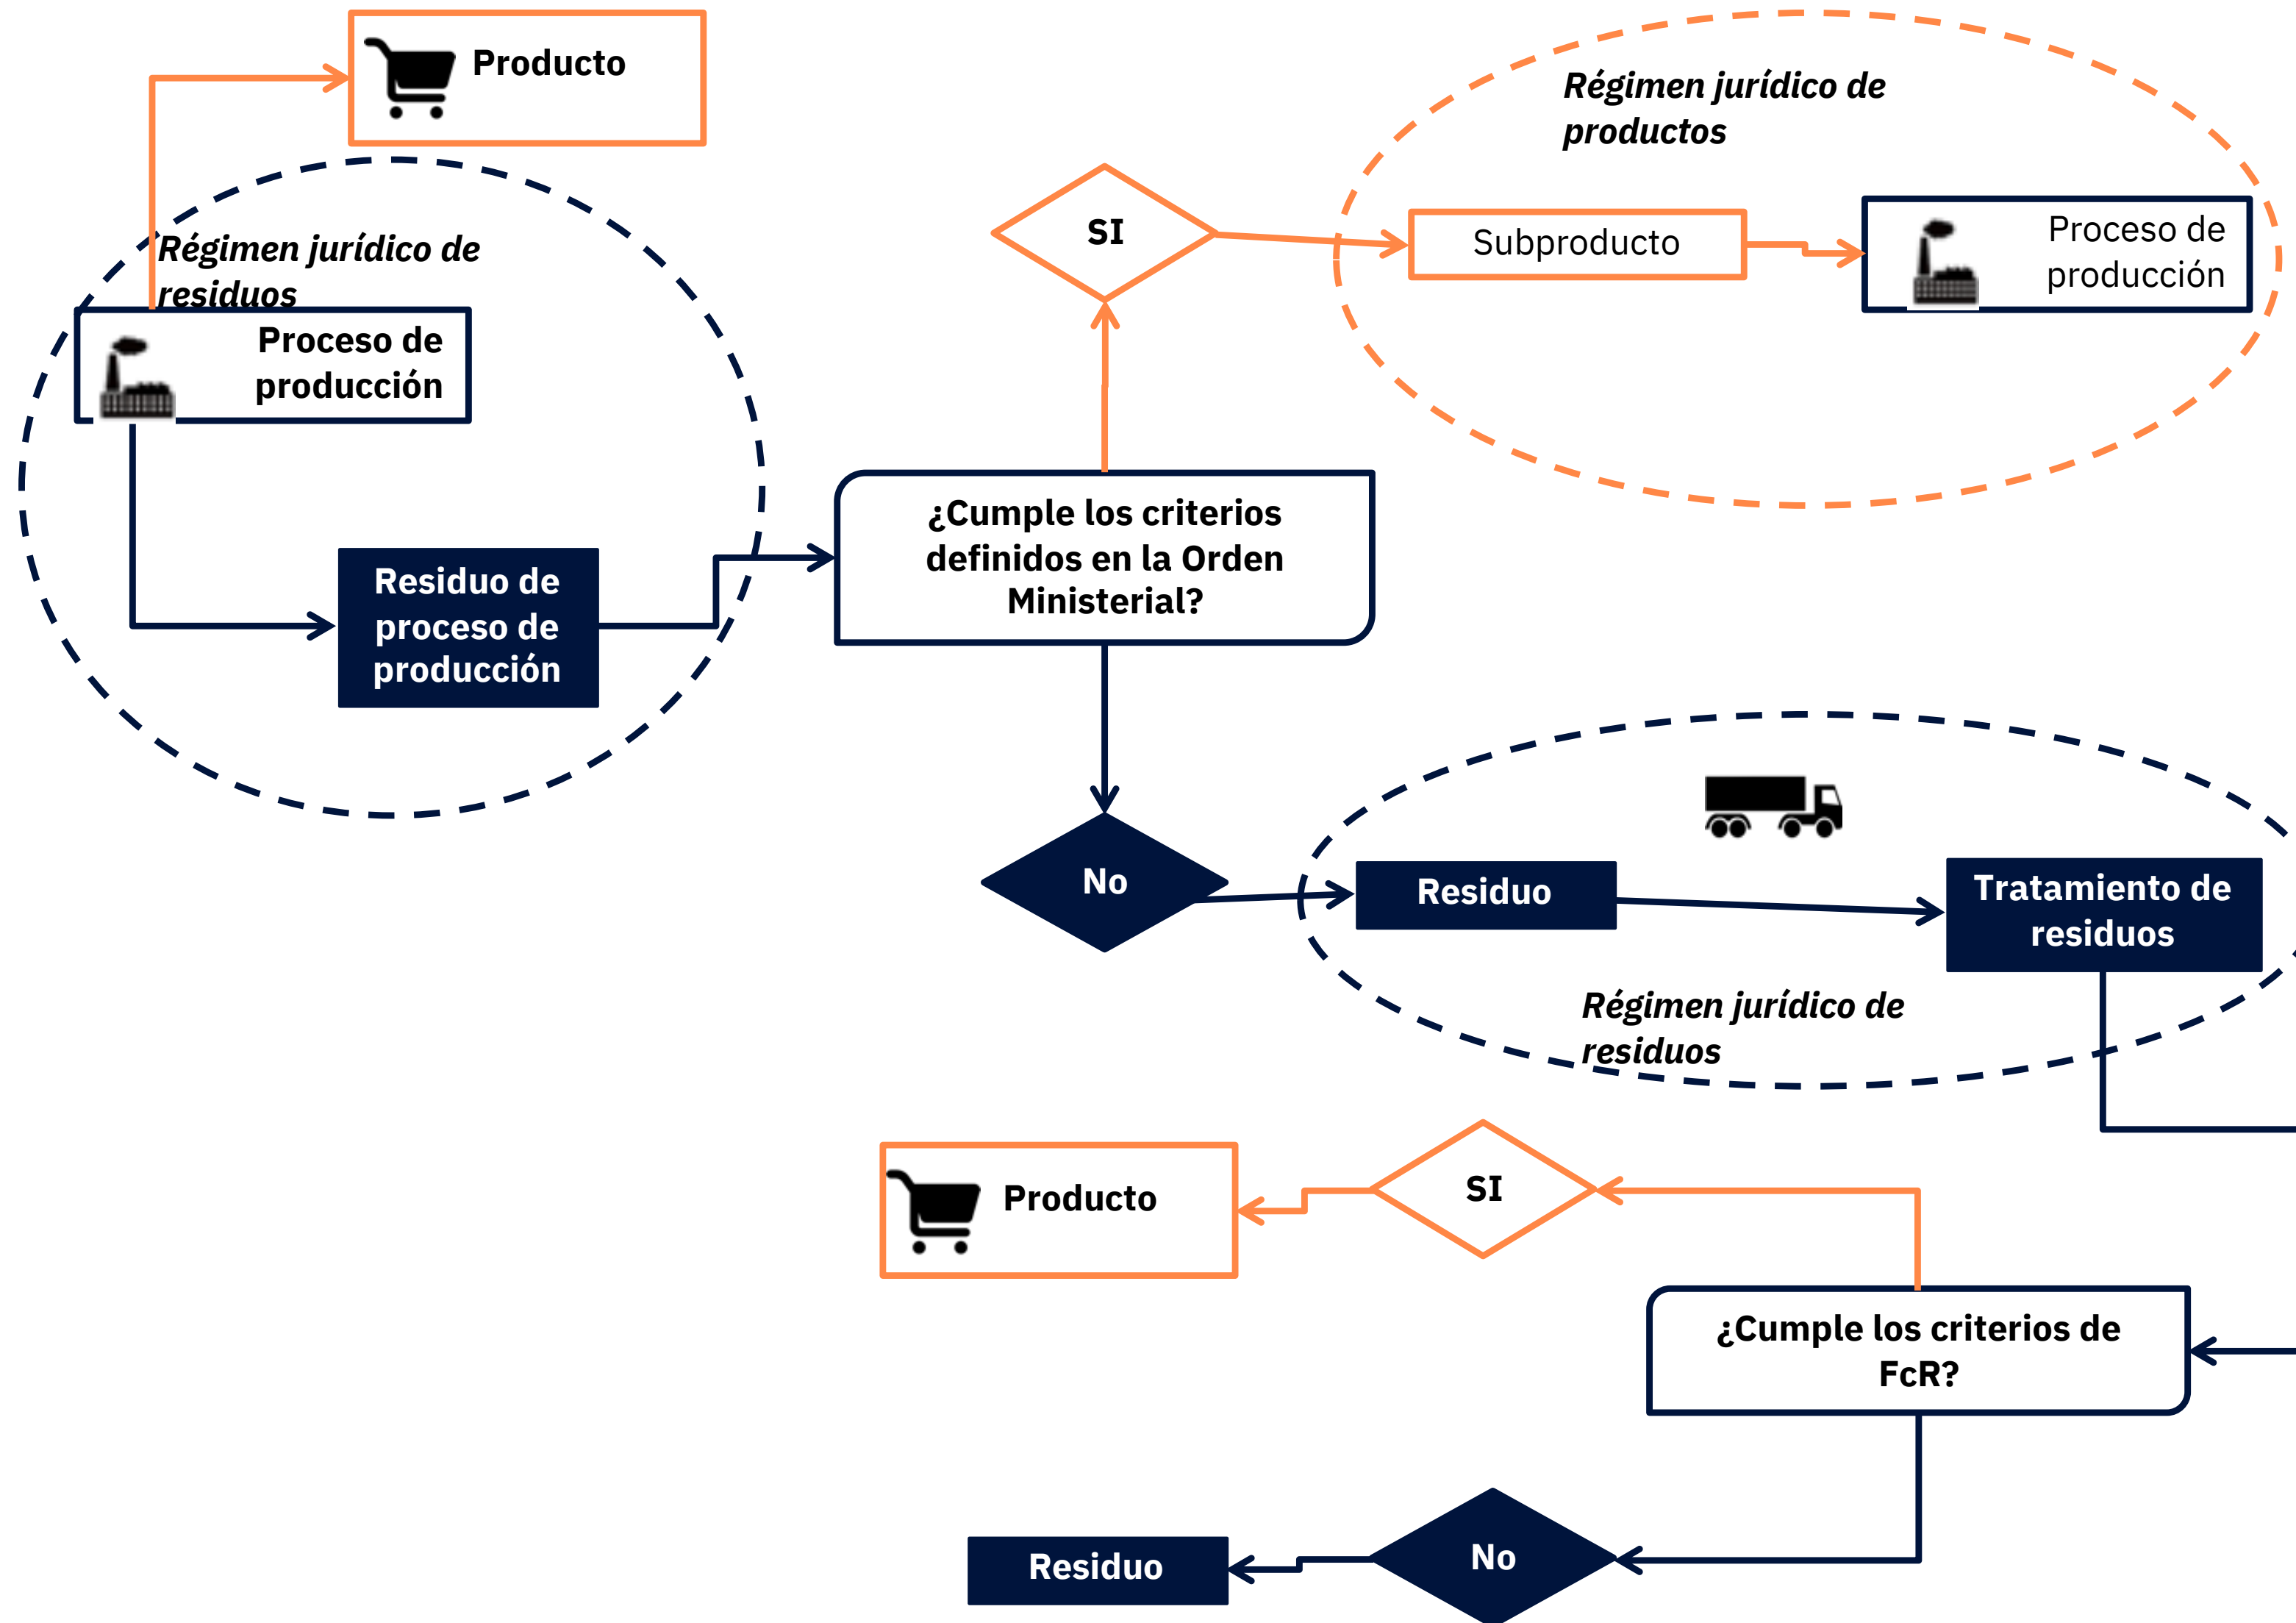 Producto
Régimen jurídico de
residuos
Proceso de
producción
Residuo de
proceso de
producción
¿Cumple los criterios
definidos en la Orden
Ministerial?
SI
Régimen jurídico de
productos
Subproducto
Proceso de
producción
No
Residuo
Tratamiento de
residuos
Régimen jurídico de
residuos
¿Cumple los criterios de
FcR?
SI
Producto
No
Residuo